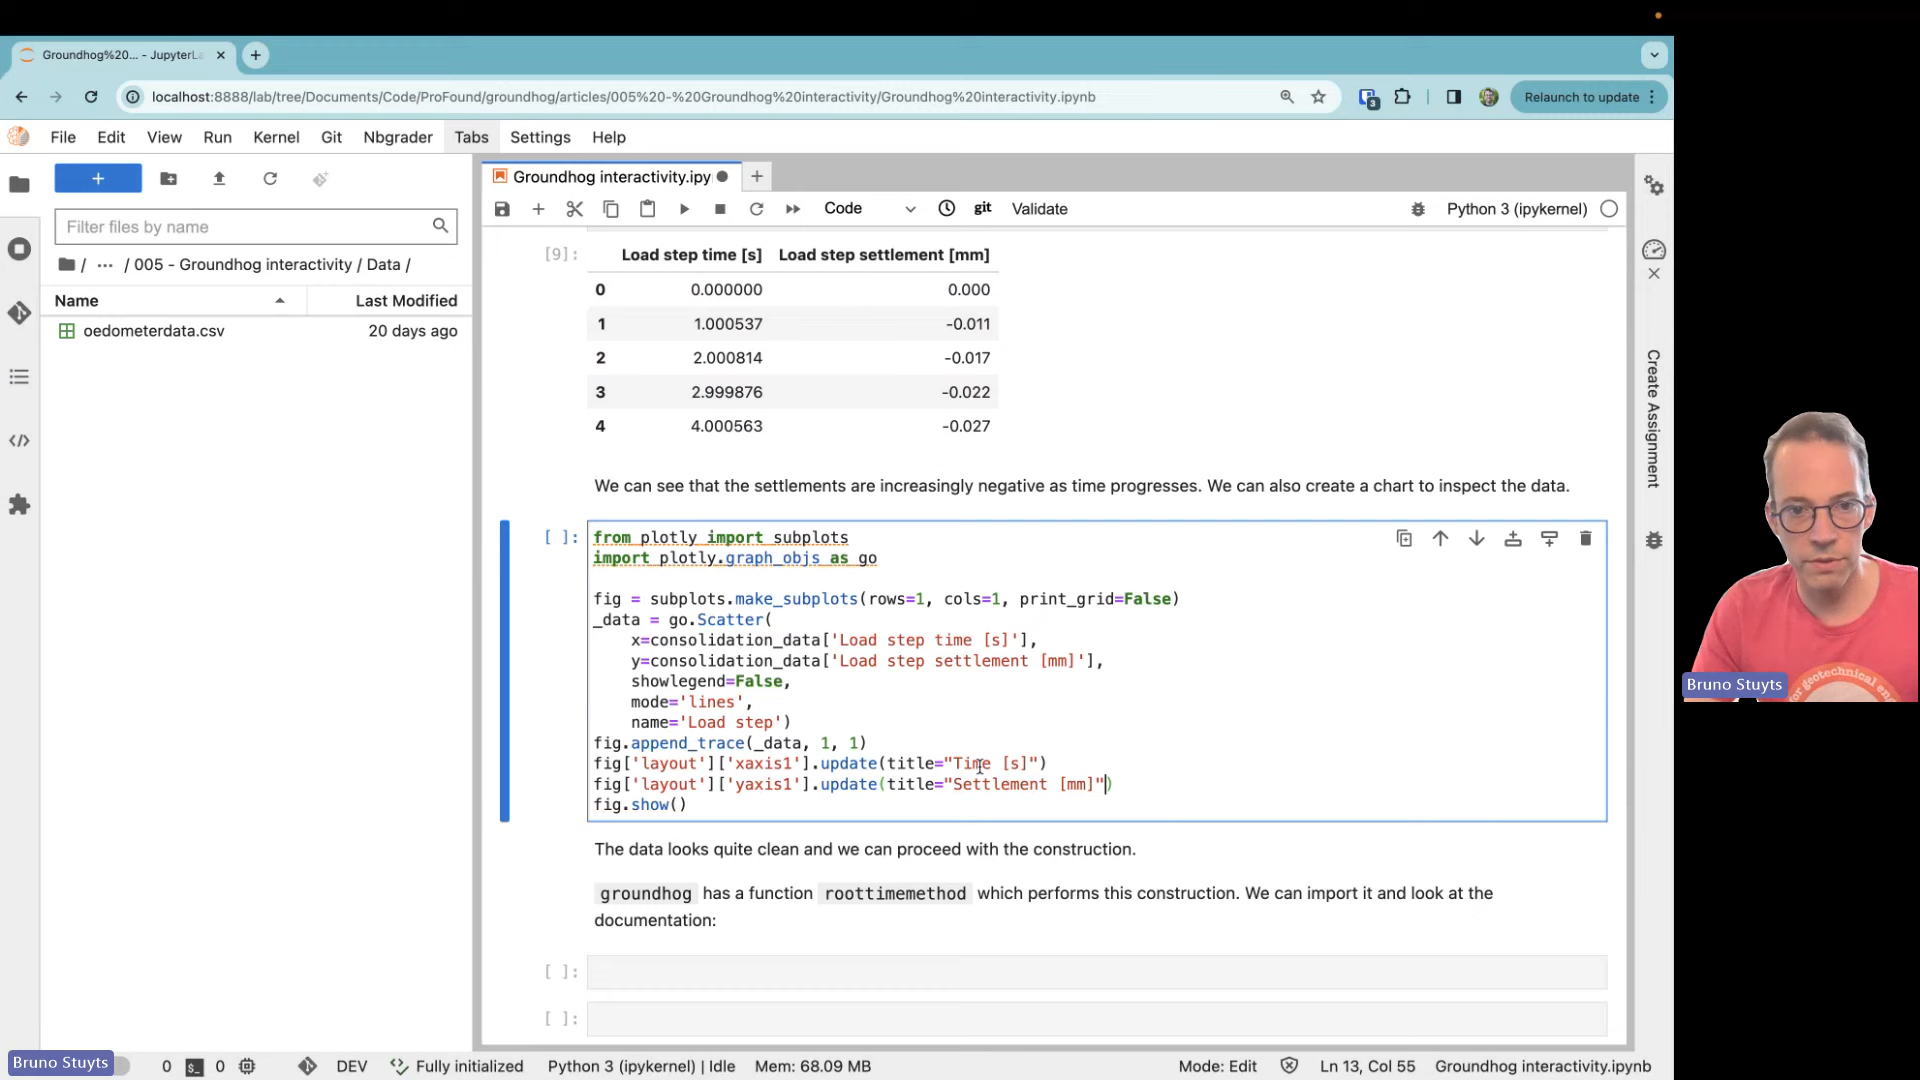 Groundhog%20... - JupyterLa
localhost:8888/lab/tree/Documents/Code/ProFound/groundhog/articles/005%20-%20Groundhog%20interactivity/Groundhog%20interactivity.ipynb
3
Relaunch to update
File Edit View Run Kernel Git Nbgrader Tabs Settings Help
Groundhog interactivity.ipy
Code
git
Validate
Python 3 (ipykernel)
Filter files by name
/ ... / 005 - Groundhog interactivity / Data /
Name Last Modified
oedometerdata.csv 20 days ago
[9]: Load step time [s] Load step settlement [mm]
0 0.000000 0.000
1 1.000537 -0.011
2 2.000814 -0.017
3 2.999876 -0.022
4 4.000563 -0.027
We can see that the settlements are increasingly negative as time progresses. We can also create a chart to inspect the data.
[ ]: from plotly import subplots
import plotly.graph_objs as go
fig = subplots.make_subplots(rows=1, cols=1, print_grid=False)
_data = go.Scatter(
x=consolidation_data['Load step time [s]'],
y=consolidation_data['Load step settlement [mm]'],
showlegend=False,
mode='lines',
name='Load step')
fig.append_trace(_data, 1, 1)
fig['layout']['xaxis1'].update(title="Time [s]")
fig['layout']['yaxis1'].update(title="Settlement [mm]")
fig.show()
The data looks quite clean and we can proceed with the construction.
groundhog has a function roottimemethod which performs this construction. We can import it and look at the
documentation:
[ ]:
[ ]:
Create Assignment
Bruno Stuyts
for geotechnical
Bruno Stuyts
0 0 DEV Fully initialized Python 3 (ipykernel) | Idle Mem: 68.09 MB Mode: Edit Ln 13, Col 55 Groundhog interactivity.ipynb